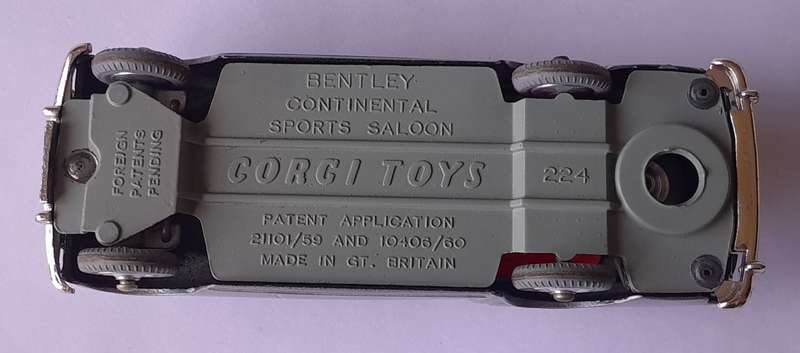 FOREIGN
PATENTS
PENDING
BENTLEY
CONTINENTAL
SPORTS SALOON
CORGI TOYS
224
PATENT APPLICATION
21101/59 AND 10406/60
MADE IN GT. BRITAIN